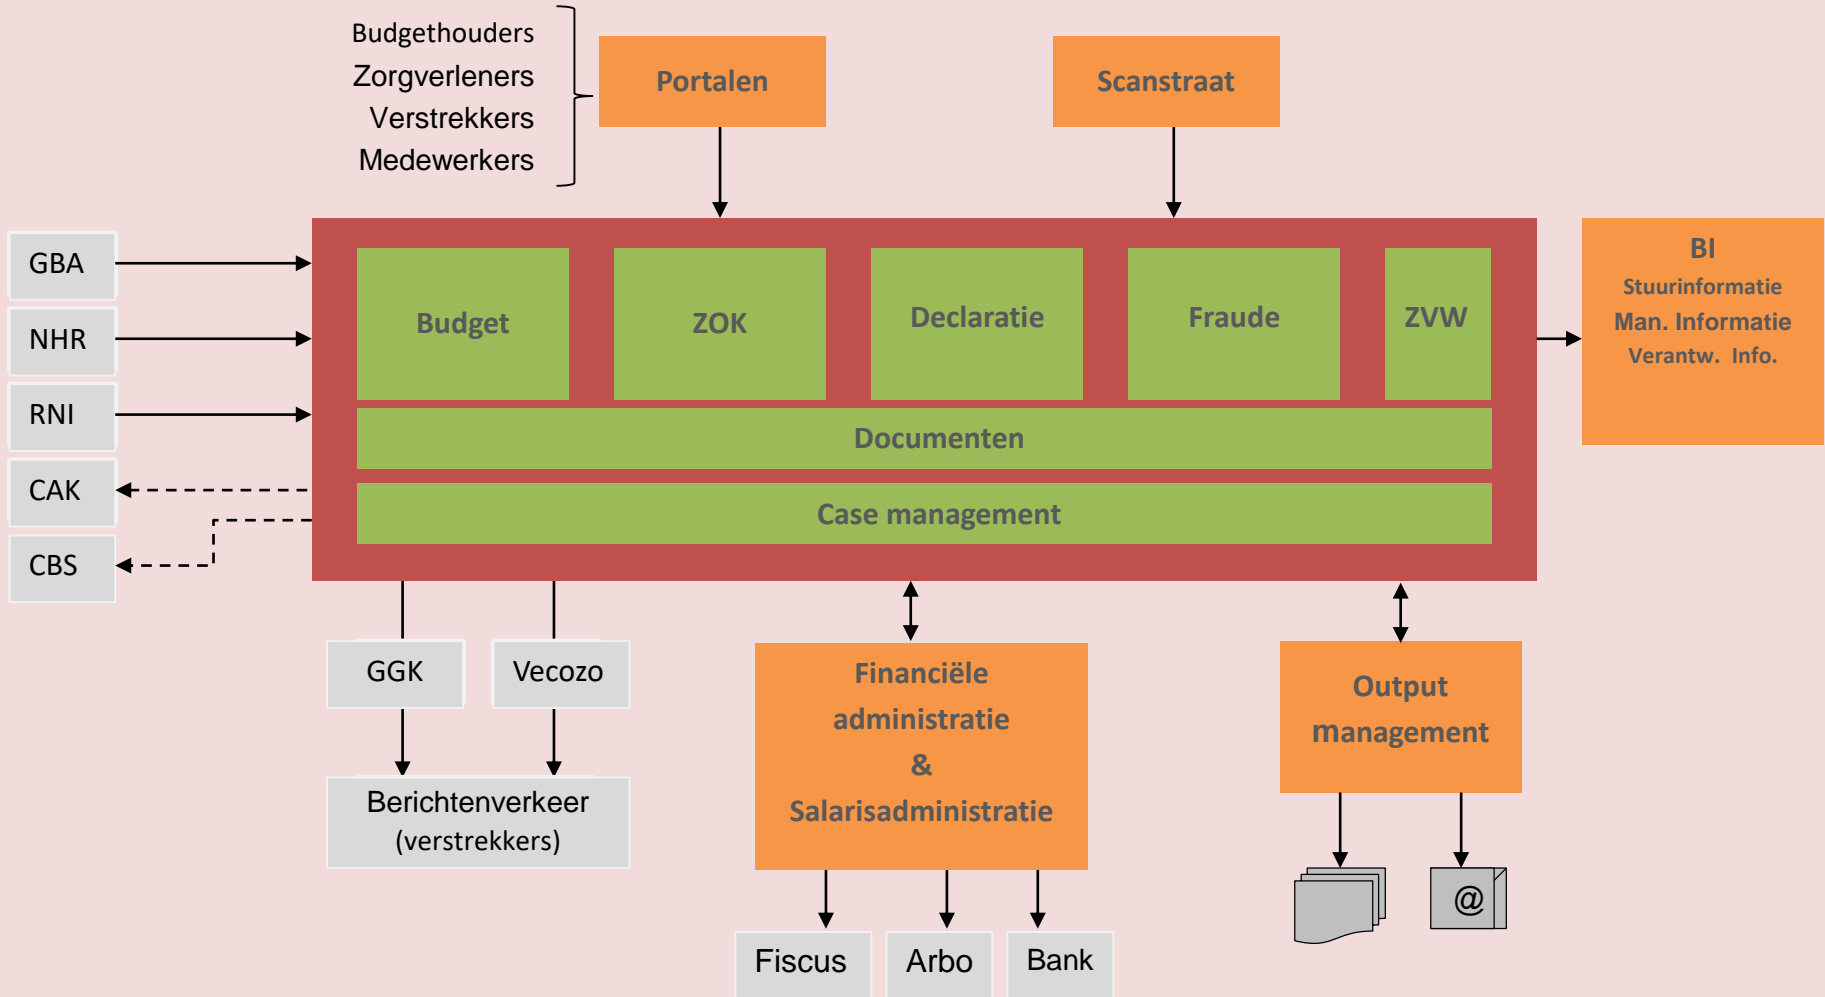 Budgethouders
Zorgverleners
Verstrekkers
Medewerkers
Portalen
Scanstraat
GBA
NHR
RNI
CAK
CBS
Budget
ZOK
Declaratie
Fraude
ZVW
Documenten
Case management
BI
Stuurinformatie
Man. Informatie
Verantw. Info.
GGK
Vecozo
Berichtenverkeer
(verstrekkers)
Financiële
administratie
&
Salarisadministratie
Output
management
Fiscus
Arbo
Bank
@